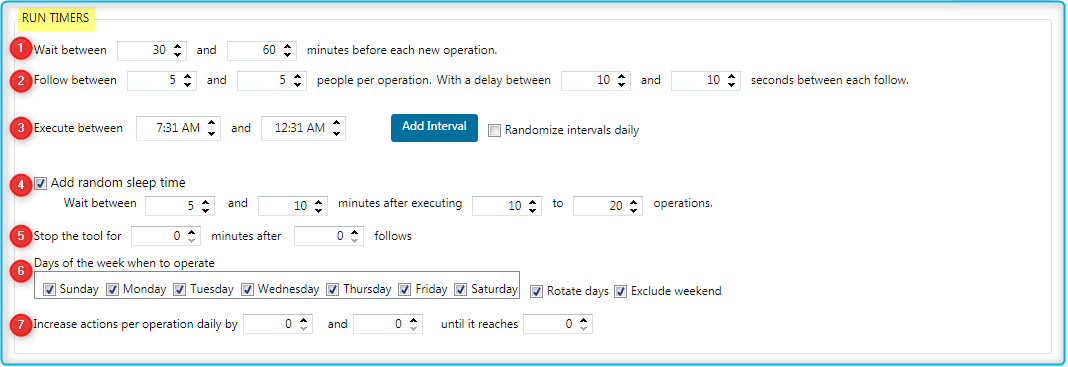 RUN TIMERS
1 Wait between 30 and 60 minutes before each new operation.
2 Follow between 5 and 5 people per operation. With a delay between 10 and 10 seconds between each follow.
3 Execute between 7:31 AM and 12:31 AM Add Interval Randomize intervals daily
4 Add random sleep time
Wait between 5 and 10 minutes after executing 10 to 20 operations.
5 Stop the tool for 0 minutes after 0 follows
6 Days of the week when to operate
Sunday Monday Tuesday Wednesday Thursday Friday Saturday Rotate days Exclude weekend
7 Increase actions per operation daily by 0 and 0 until it reaches 0